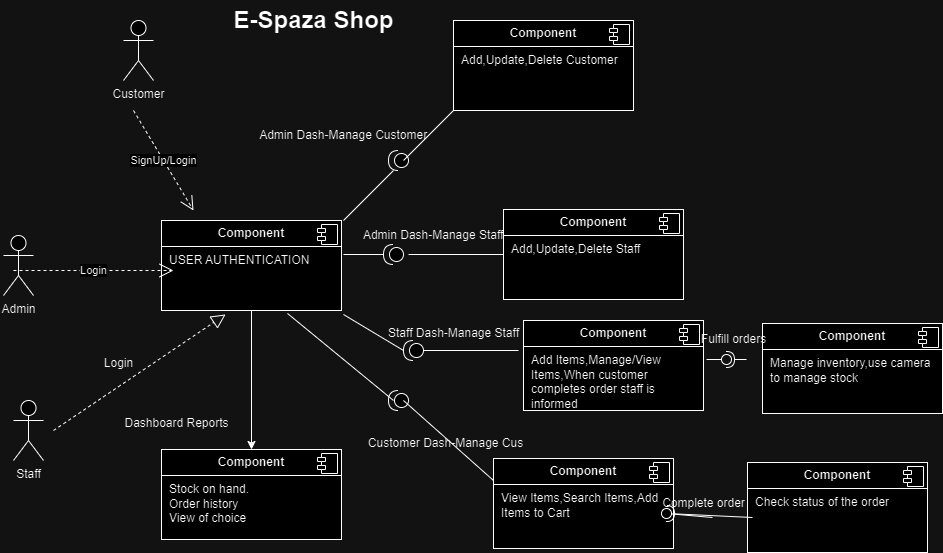 E-Spaza Shop
Component
Add,Update,Delete Customer
Customer
Admin Dash-Manage Customer
SignUp/Login
Component
USER AUTHENTICATION
Admin Dash-Manage Staff
Component
Add,Update,Delete Staff
Login
Admin
Staff Dash-Manage Staff
Component
Add Items,Manage/View
Items,When customer
completes order staff is
informed
Fulfill orders
Component
Manage inventory,use camera
to manage stock
Login
Staff
Dashboard Reports
Customer Dash-Manage Cus
Component
Stock on hand.
Order history
View of choice
Component
View Items,Search Items,Add
Items to Cart
Complete order
Component
Check status of the order